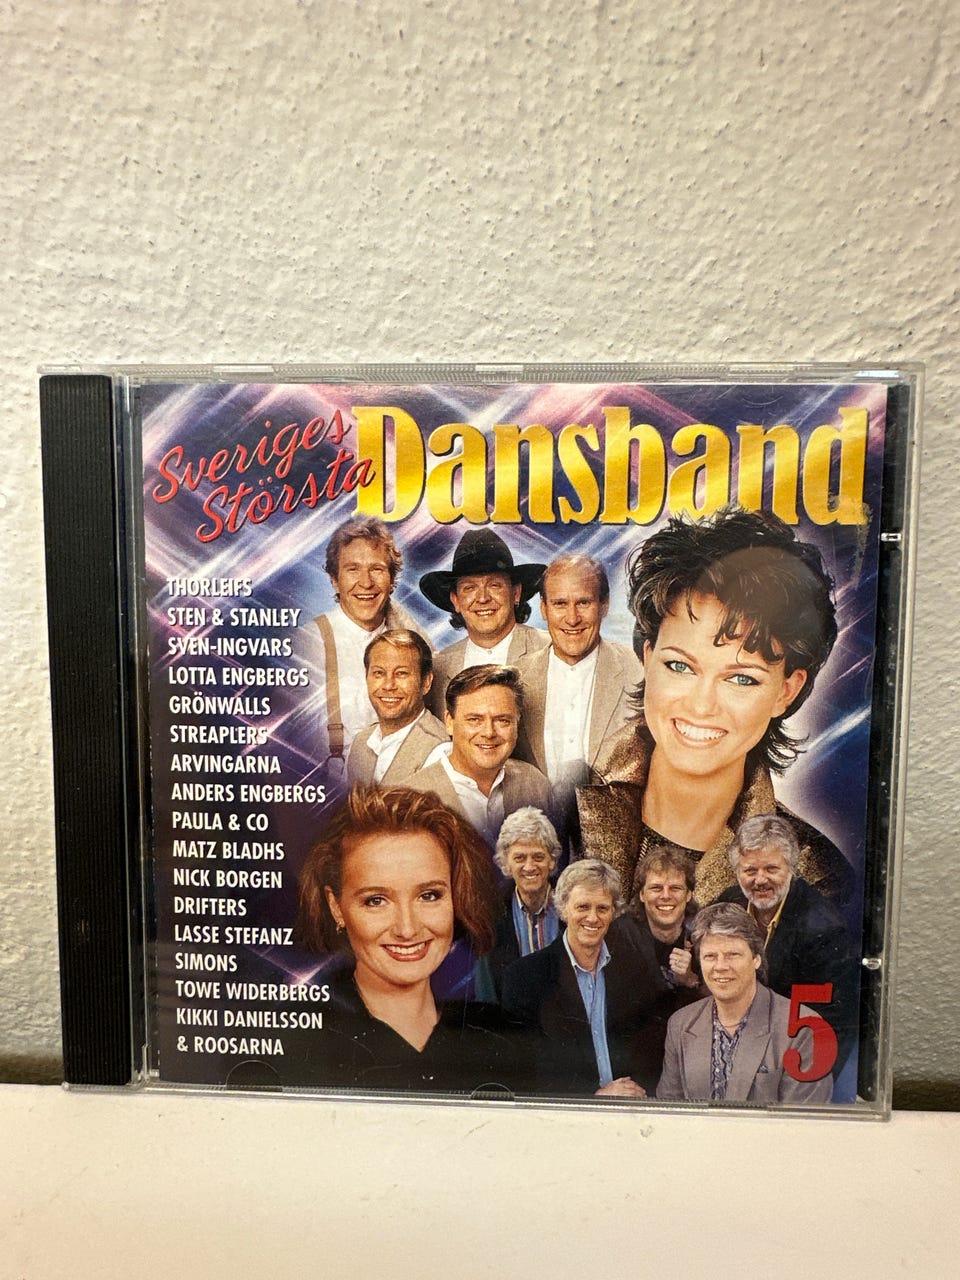 Sveriges
Största
Dansband
THORLEIFS
STEN & STANLEY
SVEN-INGVARS
LOTTA ENGBERGS
GRÖNWALLS
STREAPLERS
ARVINGARNA
ANDERS ENGBERGS
PAULA & CO
MATZ BLADHS
NICK BORGEN
DRIFTERS
LASSE STEFANZ
SIMONS
TOWE WIDERBERGS
KIKKI DANIELSSON
& ROOSARNA
5